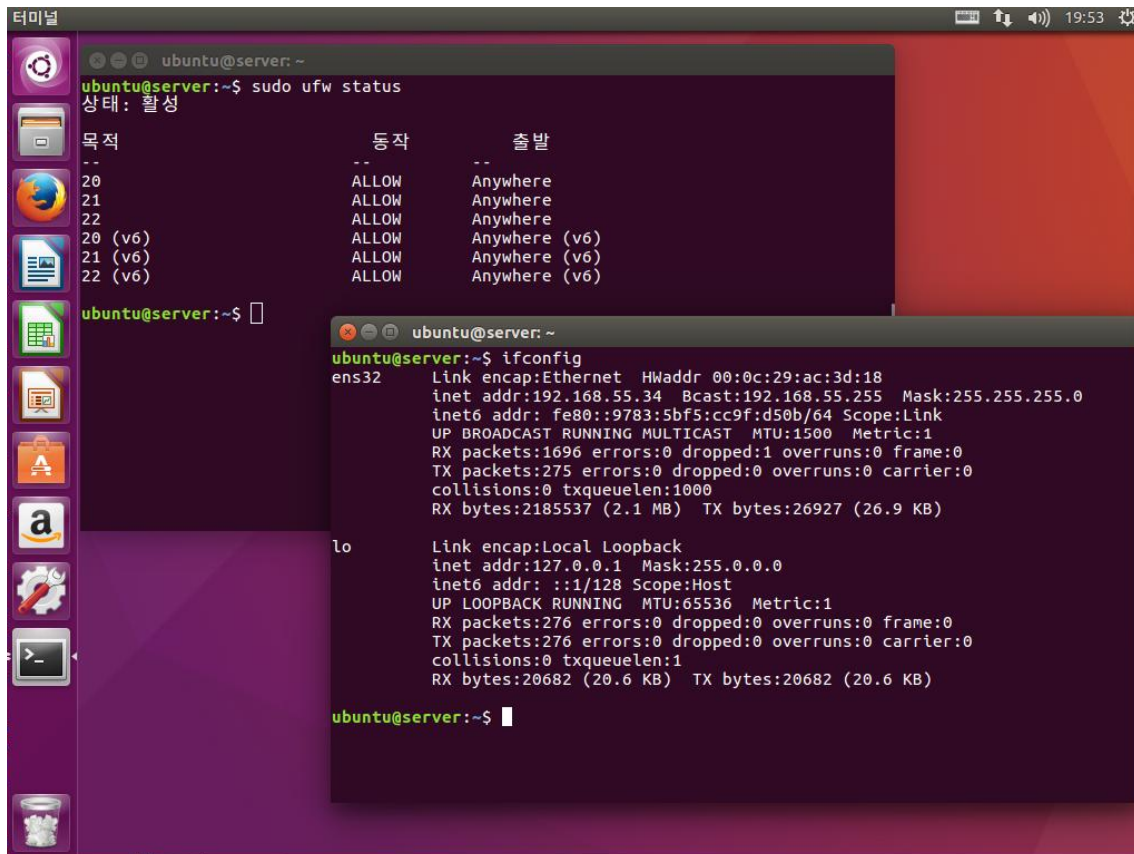 터미널
19:53
ubuntu@server: ~
ubuntu@server:~$ sudo ufw status
상태: 활성
목적 동작 출발
-- -- --
20 ALLOW Anywhere
21 ALLOW Anywhere
22 ALLOW Anywhere
20 (v6) ALLOW Anywhere (v6)
21 (v6) ALLOW Anywhere (v6)
22 (v6) ALLOW Anywhere (v6)
ubuntu@server:~$
ubuntu@server: ~
ubuntu@server:~$ ifconfig
ens32 Link encap:Ethernet HWaddr 00:0c:29:ac:3d:18
inet addr:192.168.55.34 Bcast:192.168.55.255 Mask:255.255.255.0
inet6 addr: fe80::9783:5bf5:cc9f:d50b/64 Scope:Link
UP BROADCAST RUNNING MULTICAST MTU:1500 Metric:1
RX packets:1696 errors:0 dropped:1 overruns:0 frame:0
TX packets:275 errors:0 dropped:0 overruns:0 carrier:0
collisions:0 txqueuelen:1000
RX bytes:2185537 (2.1 MB) TX bytes:26927 (26.9 KB)
lo Link encap:Local Loopback
inet addr:127.0.0.1 Mask:255.0.0.0
inet6 addr: ::1/128 Scope:Host
UP LOOPBACK RUNNING MTU:65536 Metric:1
RX packets:276 errors:0 dropped:0 overruns:0 frame:0
TX packets:276 errors:0 dropped:0 overruns:0 carrier:0
collisions:0 txqueuelen:1
RX bytes:20682 (20.6 KB) TX bytes:20682 (20.6 KB)
ubuntu@server:~$